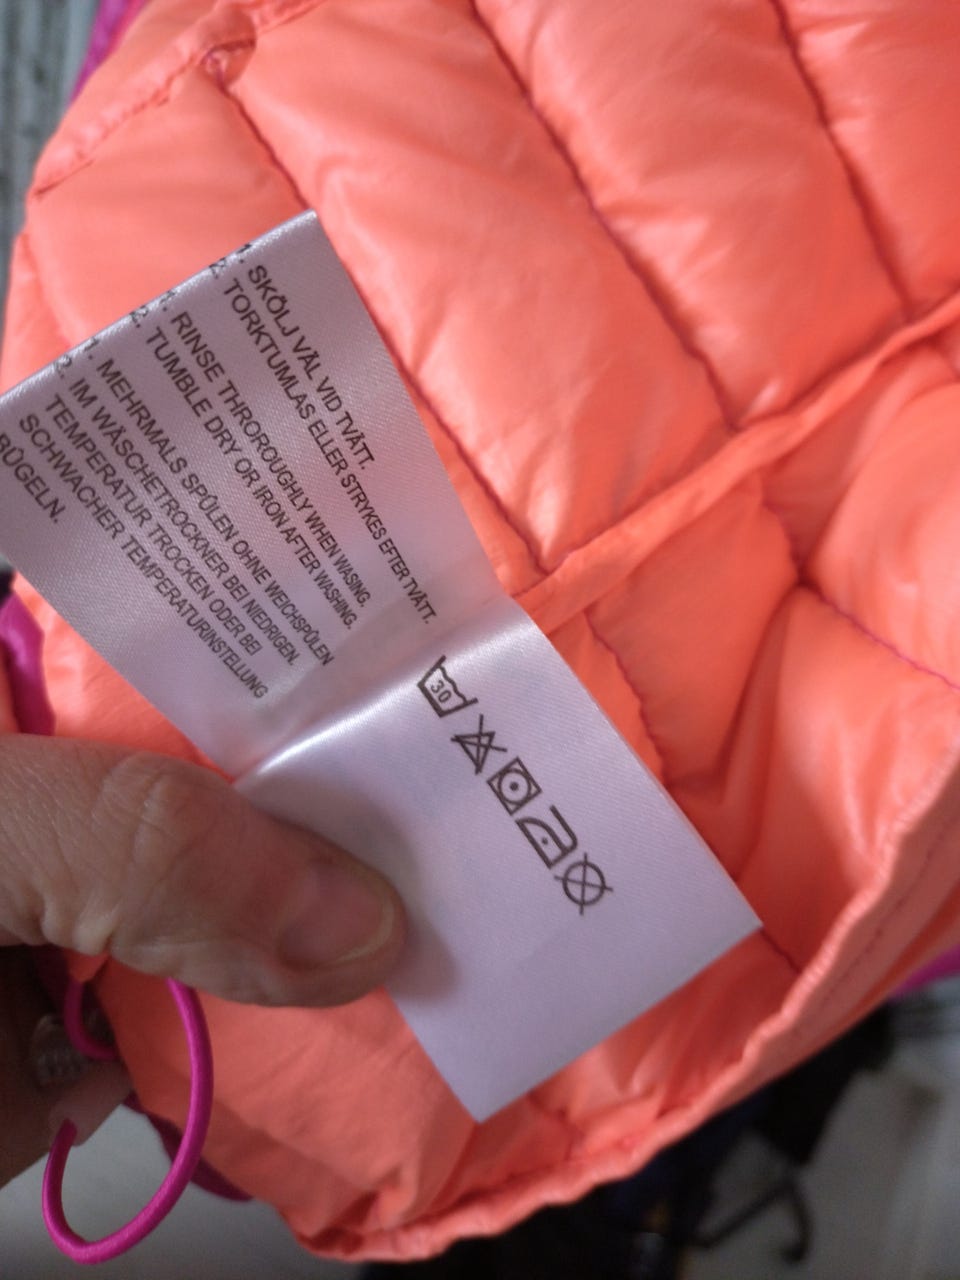 1. SKÖLJ VÄL VID TVÄTT.
2. TORKTUMLAS ELLER STRYKES EFTER TVÄTT.
1. RINSE THROROUGHLY WHEN WASING.
2. TUMBLE DRY OR IRON AFTER WASHING.
1. MEHRMALS SPÜLEN OHNE WEICHSPÜLEN
2. IM WÄSCHETROCKNER BEI NIEDRIGEN.
TEMPERATUR TROCKEN ODER BEI
SCHWACHER TEMPERATURINSTELLUNG
BÜGELN.
30